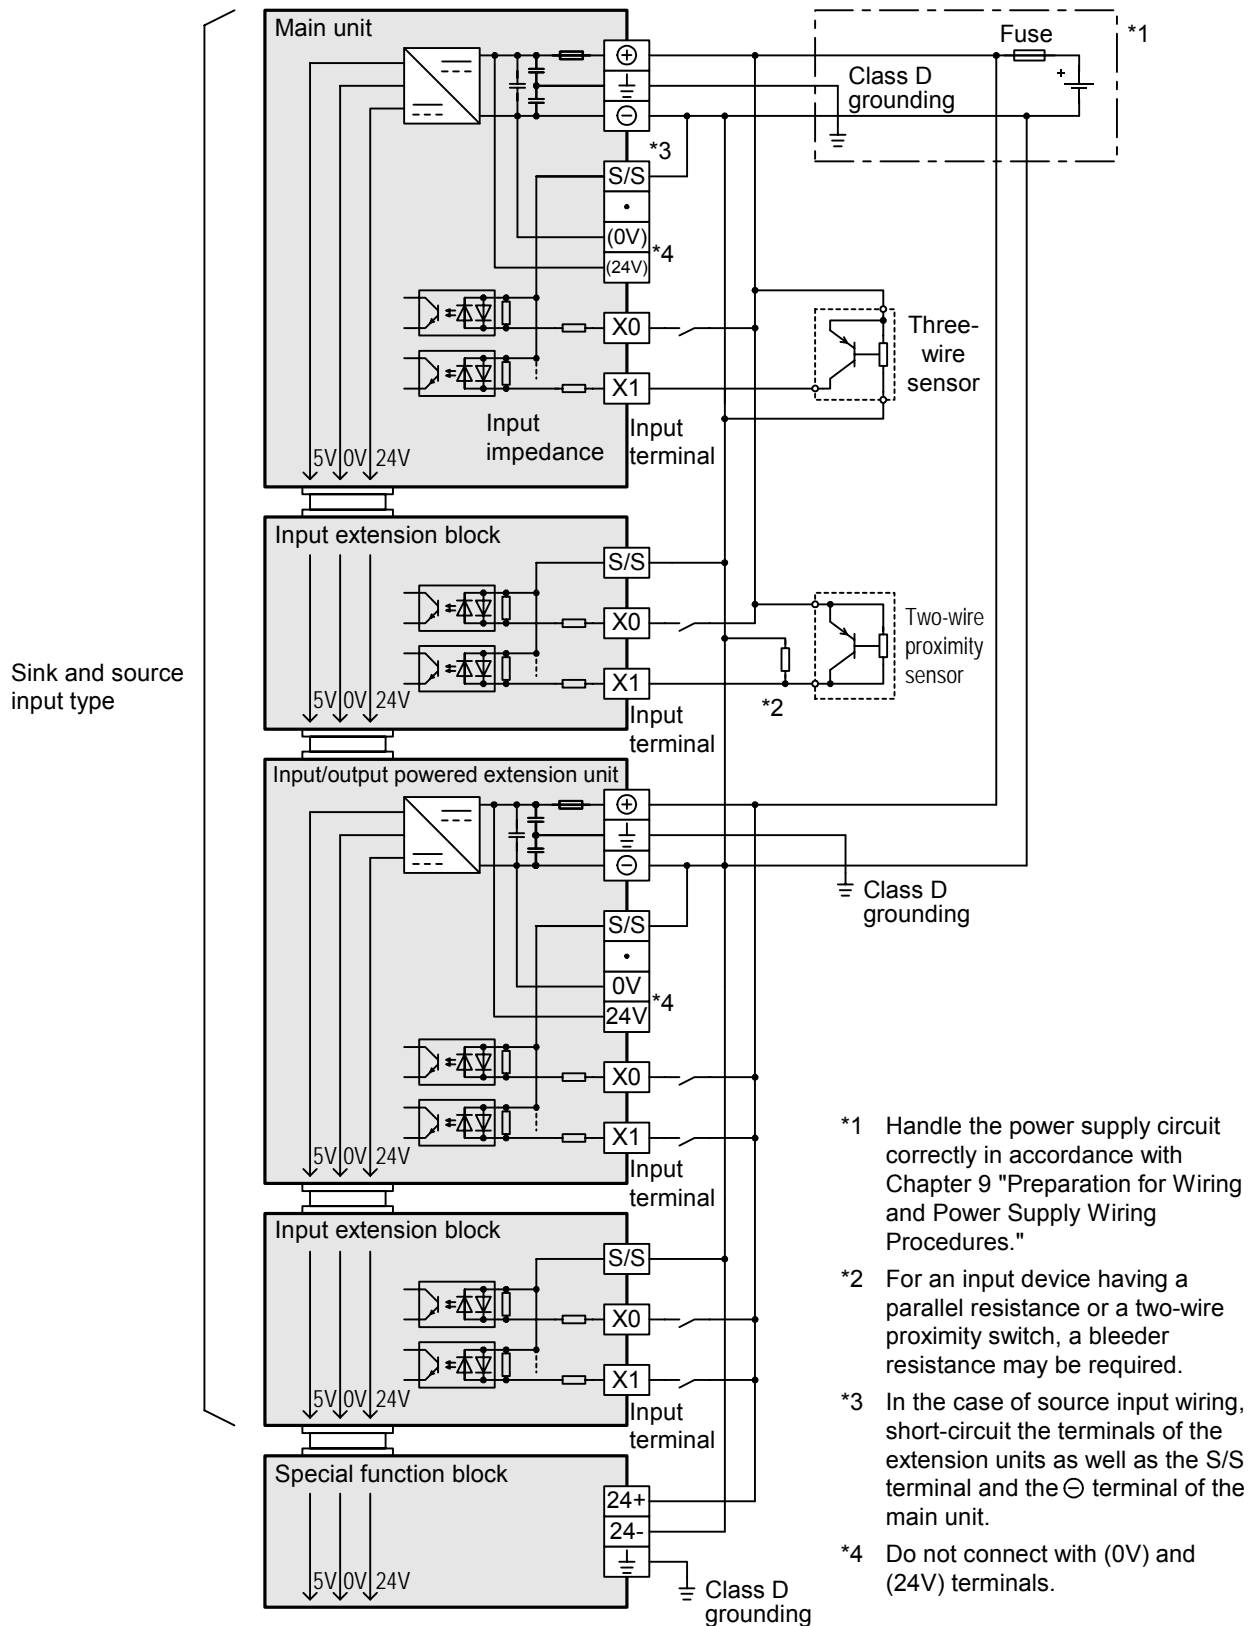 Main unit
⊕
⊖
*3
S/S
•
(0V)
*4
(24V)
X0
X1
Input
impedance
Input
terminal
5V 0V 24V
Fuse
*1
+
Class D
grounding
Three-
wire
sensor
Input extension block
S/S
X0
X1
5V 0V 24V
Input
terminal
*2
Two-wire
proximity
sensor
Sink and source
input type
Input/output powered extension unit
⊕
⊖
Class D
grounding
S/S
•
0V
*4
24V
X0
X1
5V 0V 24V
Input
terminal
Input extension block
S/S
X0
X1
5V 0V 24V
Input
terminal
Special function block
24+
24-
5V 0V 24V
Class D
grounding
*1 Handle the power supply circuit
correctly in accordance with
Chapter 9 "Preparation for Wiring
and Power Supply Wiring
Procedures."
*2 For an input device having a
parallel resistance or a two-wire
proximity switch, a bleeder
resistance may be required.
*3 In the case of source input wiring,
short-circuit the terminals of the
extension units as well as the S/S
terminal and the ⊖ terminal of the
main unit.
*4 Do not connect with (0V) and
(24V) terminals.